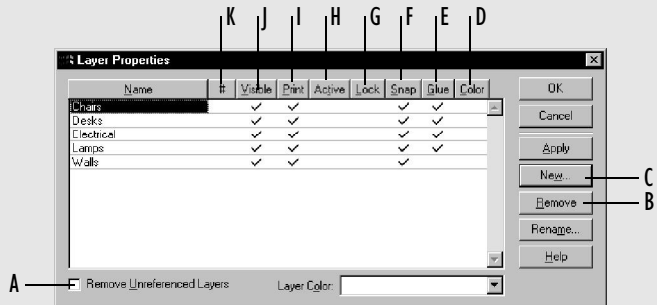 K J I H G F E D
Layer Properties
Name # Visible Print Active Lock Snap Glue Color
OK
Chairs
Desks
Cancel
Electrical
Lamps
Apply
Walls
New... C
Remove B
Rename...
Help
A Remove Unreferenced Layers Layer Color: